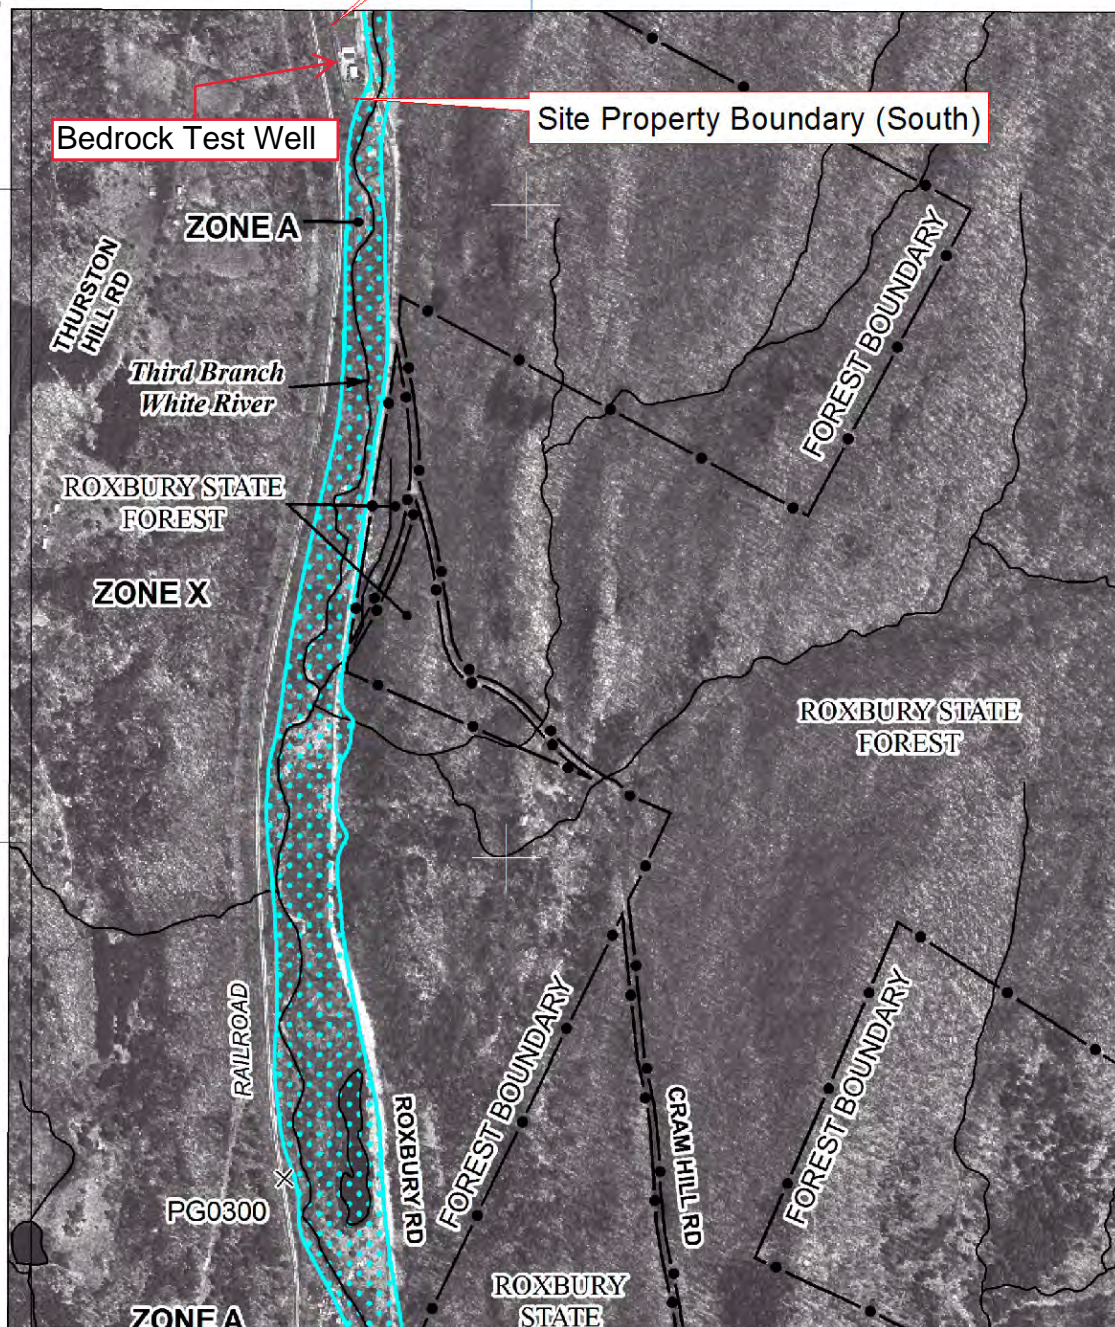 Bedrock Test Well
Site Property Boundary (South)
ZONE A
THURSTON
HILL RD
FOREST BOUNDARY
Third Branch
White River
ROXBURY STATE
FOREST
ZONE X
ROXBURY STATE
FOREST
RAILROAD
ROXBURY RD
FOREST BOUNDARY
CRAM HILL RD
FOREST BOUNDARY
PG0300
ZONE A
ROXBURY
STATE